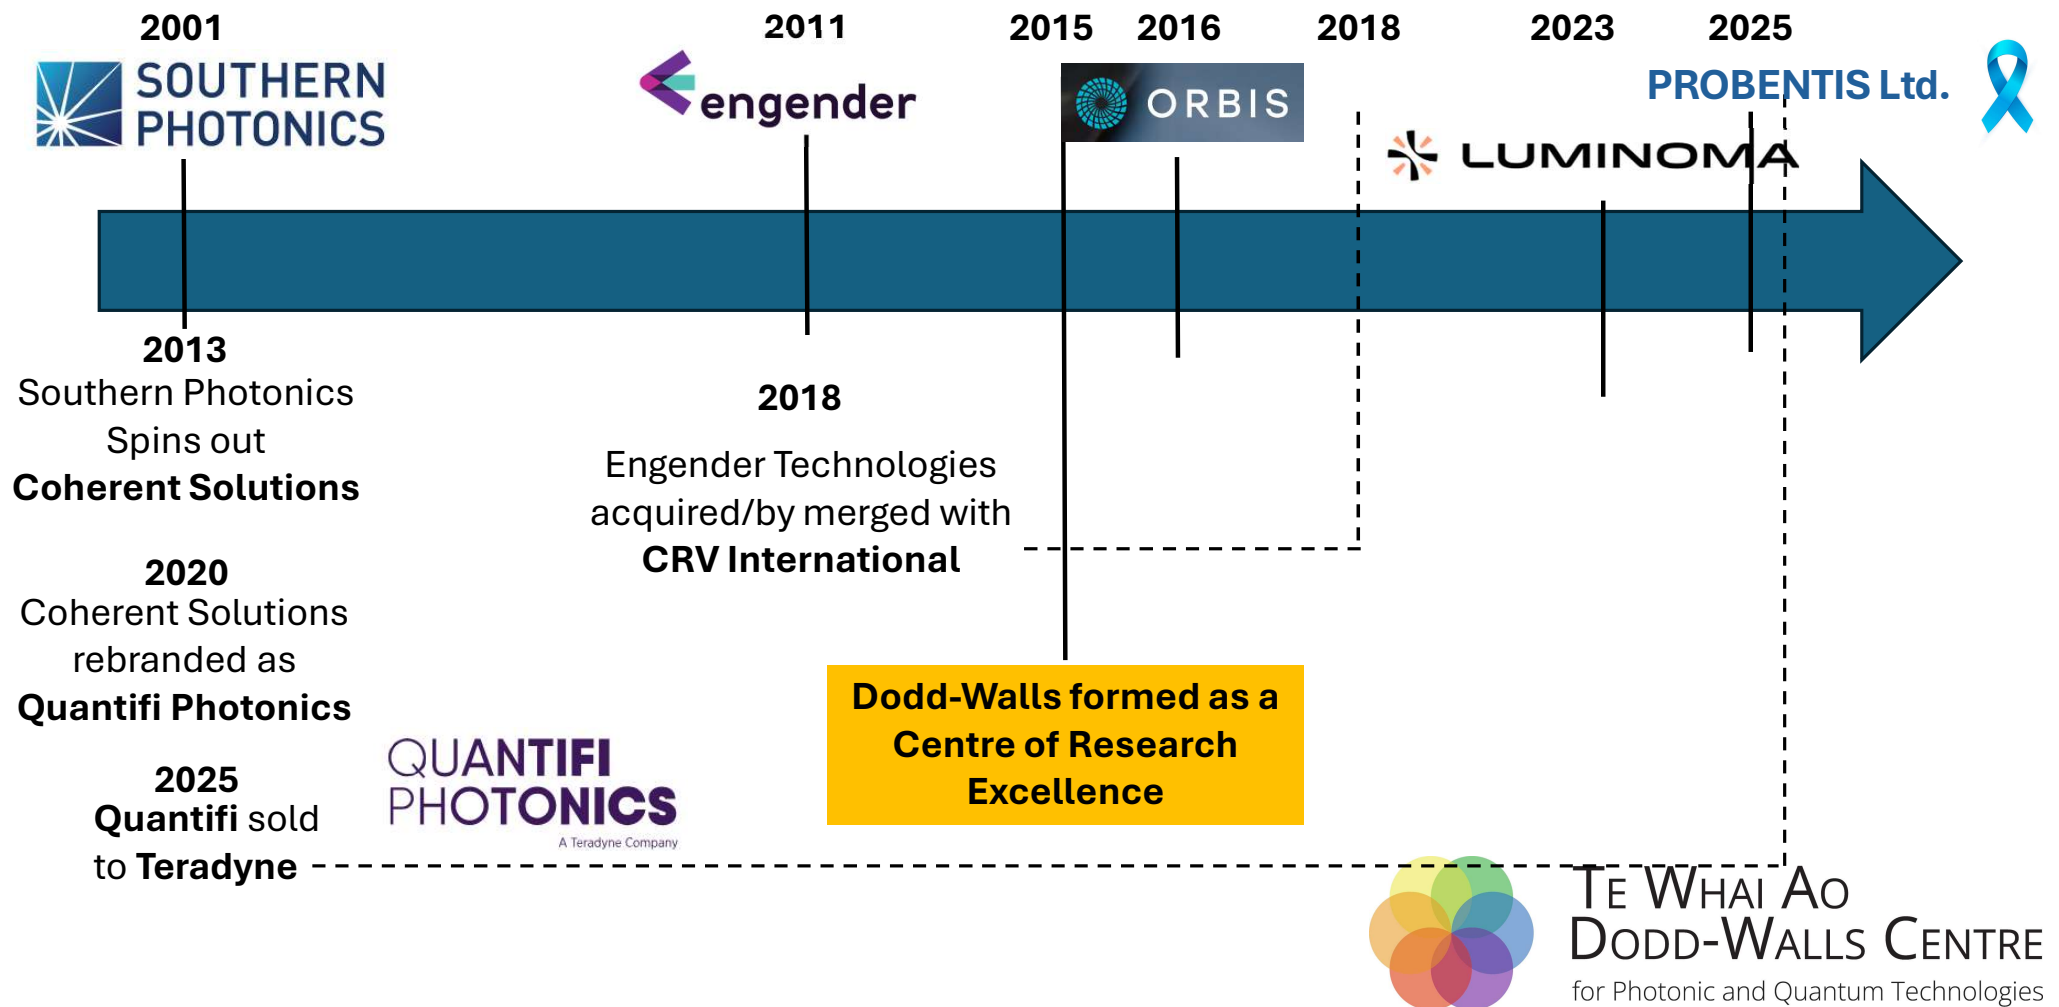 2001
2011
2015
2016
2018
2023
2025
SOUTHERN
PHOTONICS
engender
ORBIS
PROBENTIS Ltd.
LUMINOMA
2013
Southern Photonics
Spins out
Coherent Solutions
2020
Coherent Solutions
rebranded as
Quantifi Photonics
2025
Quantifi sold
to Teradyne
QUANTIFI
PHOTONICS
A Teradyne Company
2018
Engender Technologies
acquired/by merged with
CRV International
Dodd-Walls formed as a
Centre of Research
Excellence
TE WHAI AO
DODD-WALLS CENTRE
for Photonic and Quantum Technologies